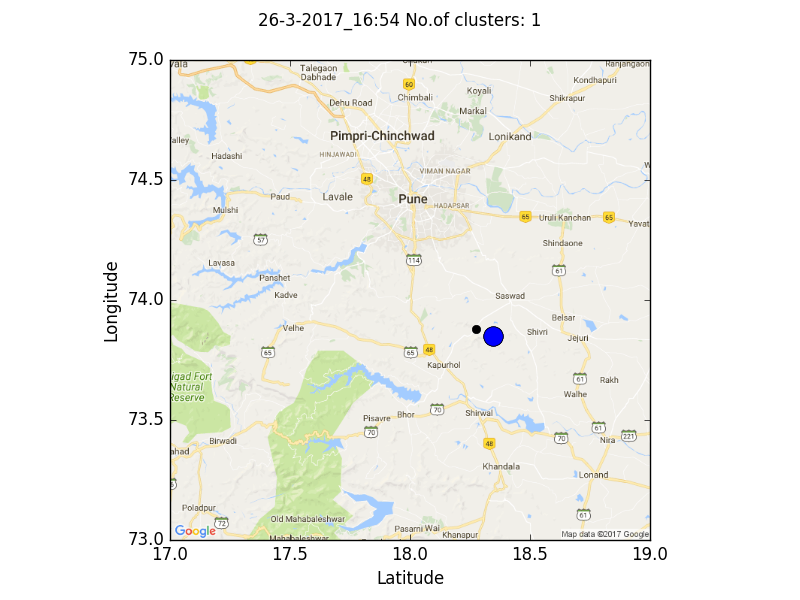 26-3-2017_16:54 No.of clusters: 1
75.0
Talegaon
Dabhade
60
Ranjangaon
Kondhapuri
Chimbali
Koyali
Shikrapur
Dehu Road
Markal
Pimpri-Chinchwad
Lonikand
HINJAWADI
Hadashi
VIMAN NAGAR
74.5
48
Mulshi
Paud
Lavale
Pune
HADAPSAR
65
Uruli Kanchan
65
Yavat
57
Shindaone
114
Lavasa
Panshet
61
Kadve
Saswad
74.0
Longitude
Velhe
Belsar
Shivri
Jejuri
65
65
48
Kapurhol
igad Fort
Natural
Reserve
61
Rakh
Walhe
73.5
Pisavre
Bhor
70
Shirwal
70
61
221
Birwadi
48
70
Nira
ahad
Khandala
Lonand
Poladpur
72
Old Mahabaleshwar
61
Pasarni
Wai
Khanapur
Google
Mahabaleshwar
Map data ©2017 Google
73.0
17.0
17.5
18.0
18.5
19.0
Latitude